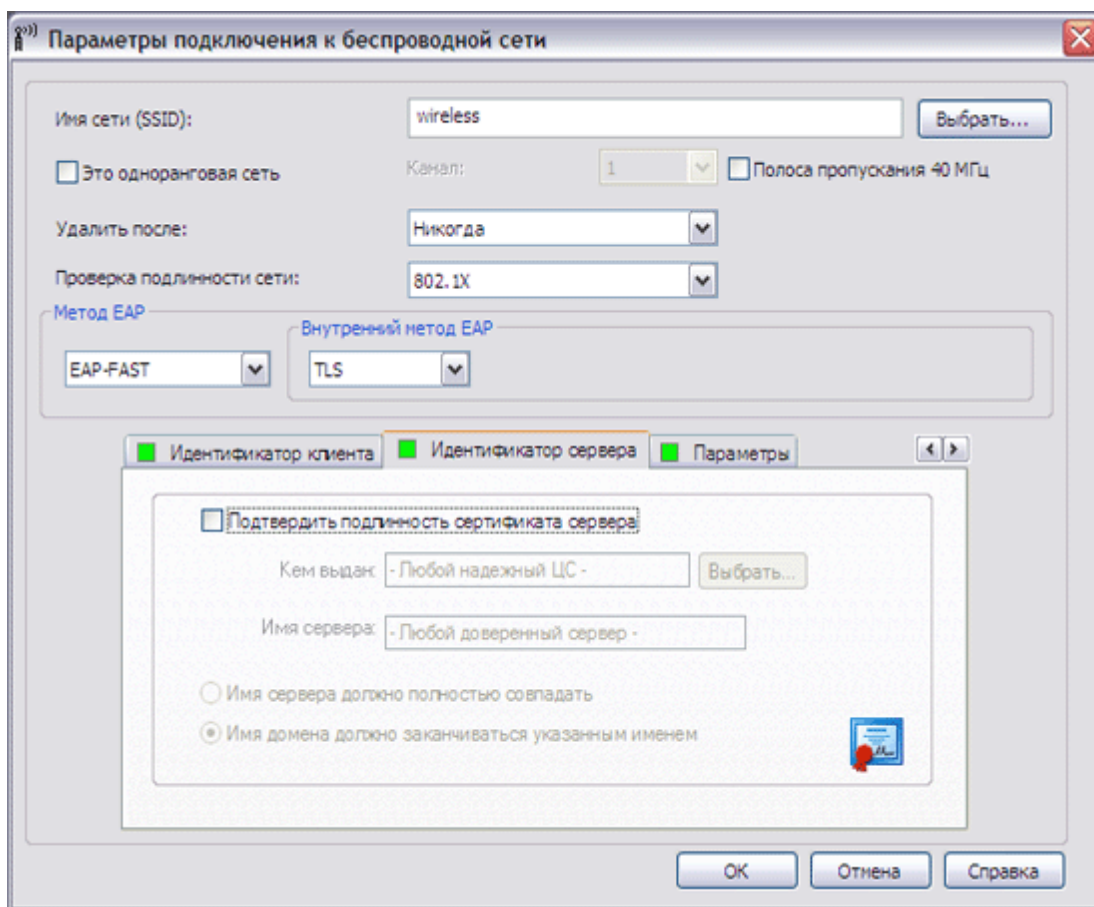 Параметры подключения к беспроводной сети
Имя сети (SSID): wireless Выбрать...
Это одноранговая сеть Канал: 1 Полоса пропускания 40 МГц
Удалить после: Никогда
Проверка подлинности сети: 802.1X
Метод EAP
Внутренний метод EAP
EAP-FAST TLS
Идентификатор клиента Идентификатор сервера Параметры
Подтвердить подлинность сертификата сервера
Кем выдан: - Любой надежный ЦС - Выбрать...
Имя сервера: - Любой доверенный сервер -
Имя сервера должно полностью совпадать
Имя домена должно заканчиваться указанным именем
OK Отмена Справка